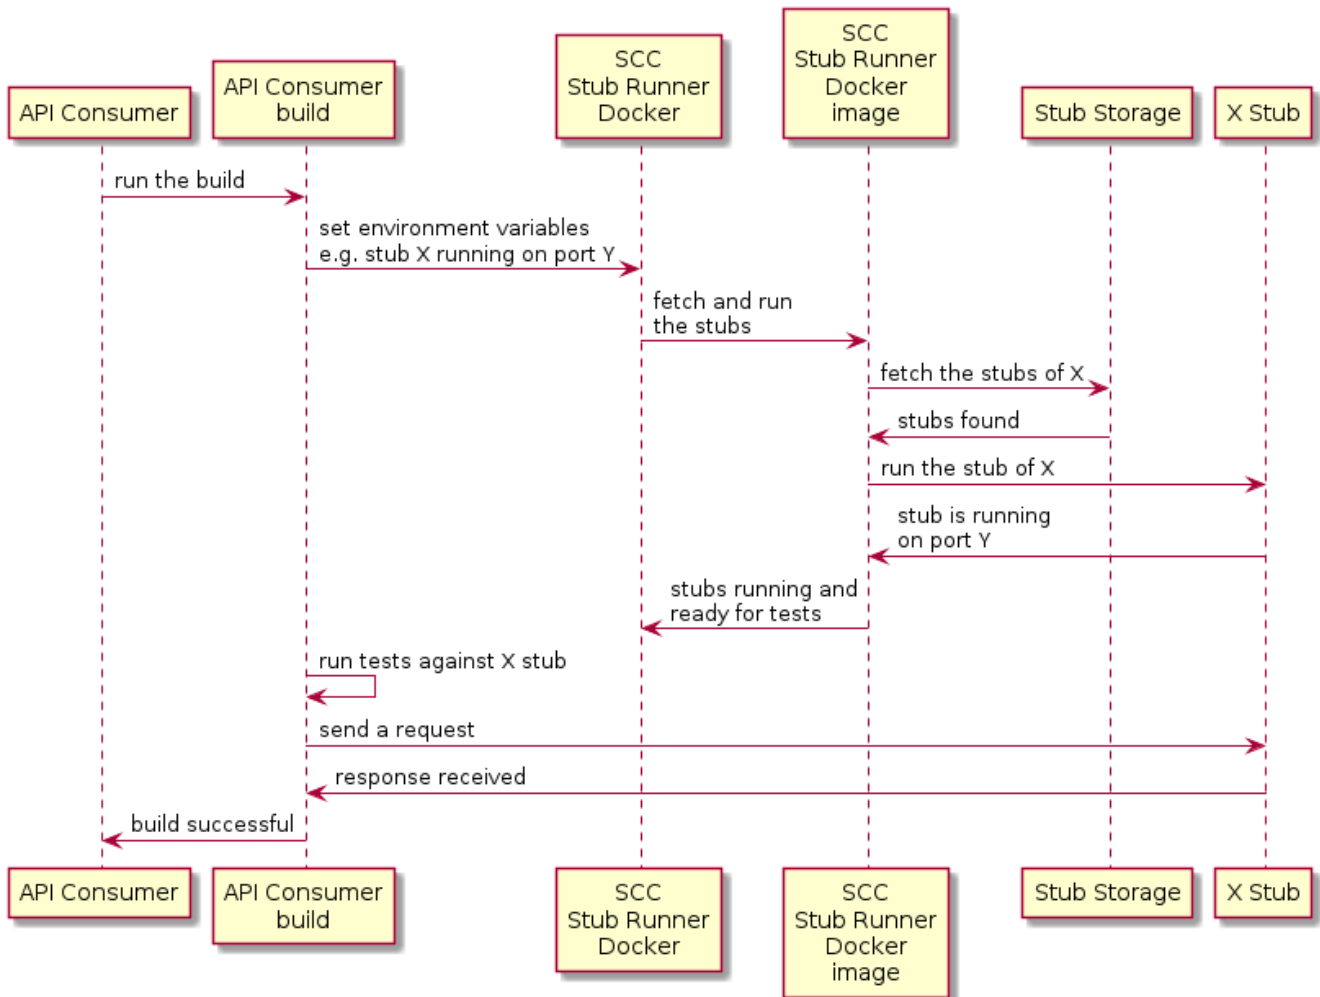 API Consumer
API Consumer
build
SCC
Stub Runner
Docker
SCC
Stub Runner
Docker
image
Stub Storage
X Stub
run the build
set environment variables
e.g. stub X running on port Y
fetch and run
the stubs
fetch the stubs of X
stubs found
run the stub of X
stub is running
on port Y
stubs running and
ready for tests
run tests against X stub
send a request
response received
build successful
API Consumer
API Consumer
build
SCC
Stub Runner
Docker
SCC
Stub Runner
Docker
image
Stub Storage
X Stub